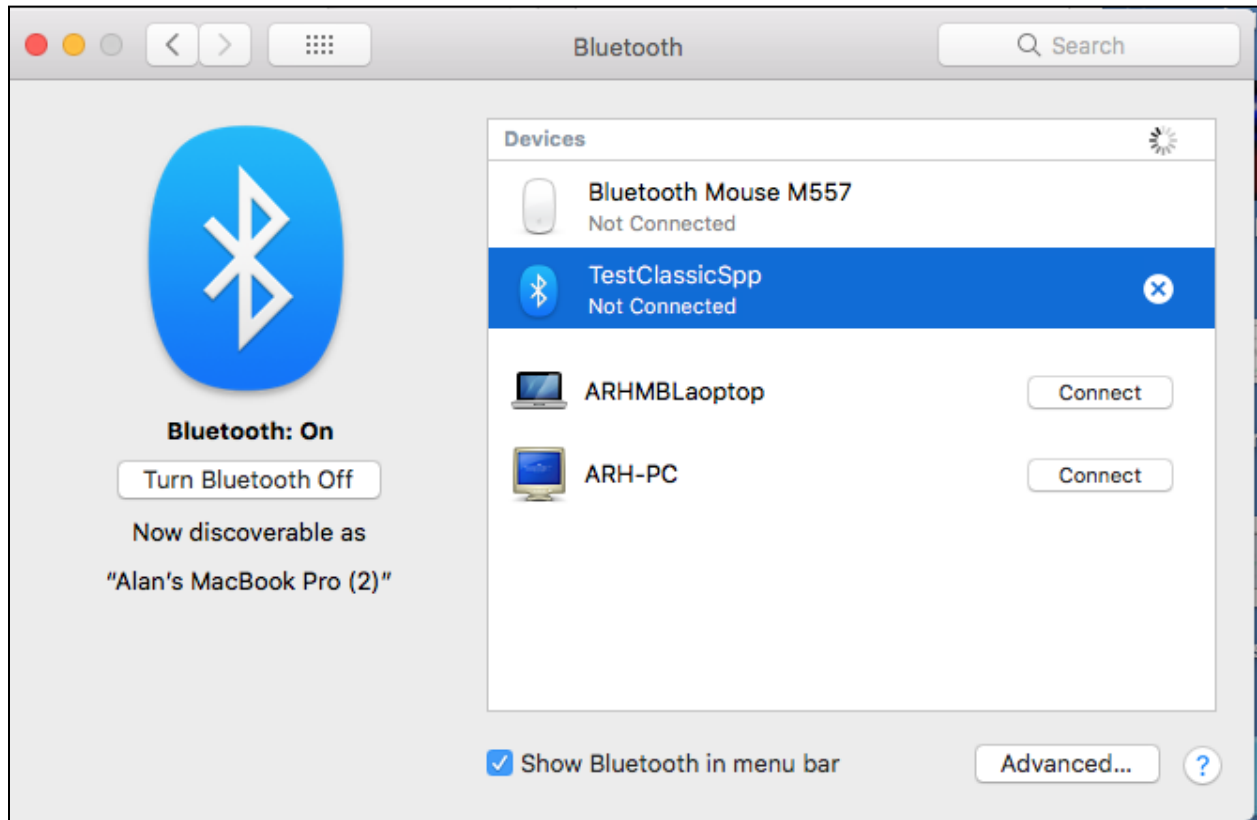 Bluetooth
Search
Devices
Bluetooth Mouse M557
Not Connected
TestClassicSpp
Not Connected
ARHMBLaoptop
Connect
ARH-PC
Connect
Bluetooth: On
Turn Bluetooth Off
Now discoverable as
“Alan's MacBook Pro (2)”
Show Bluetooth in menu bar
Advanced...
?